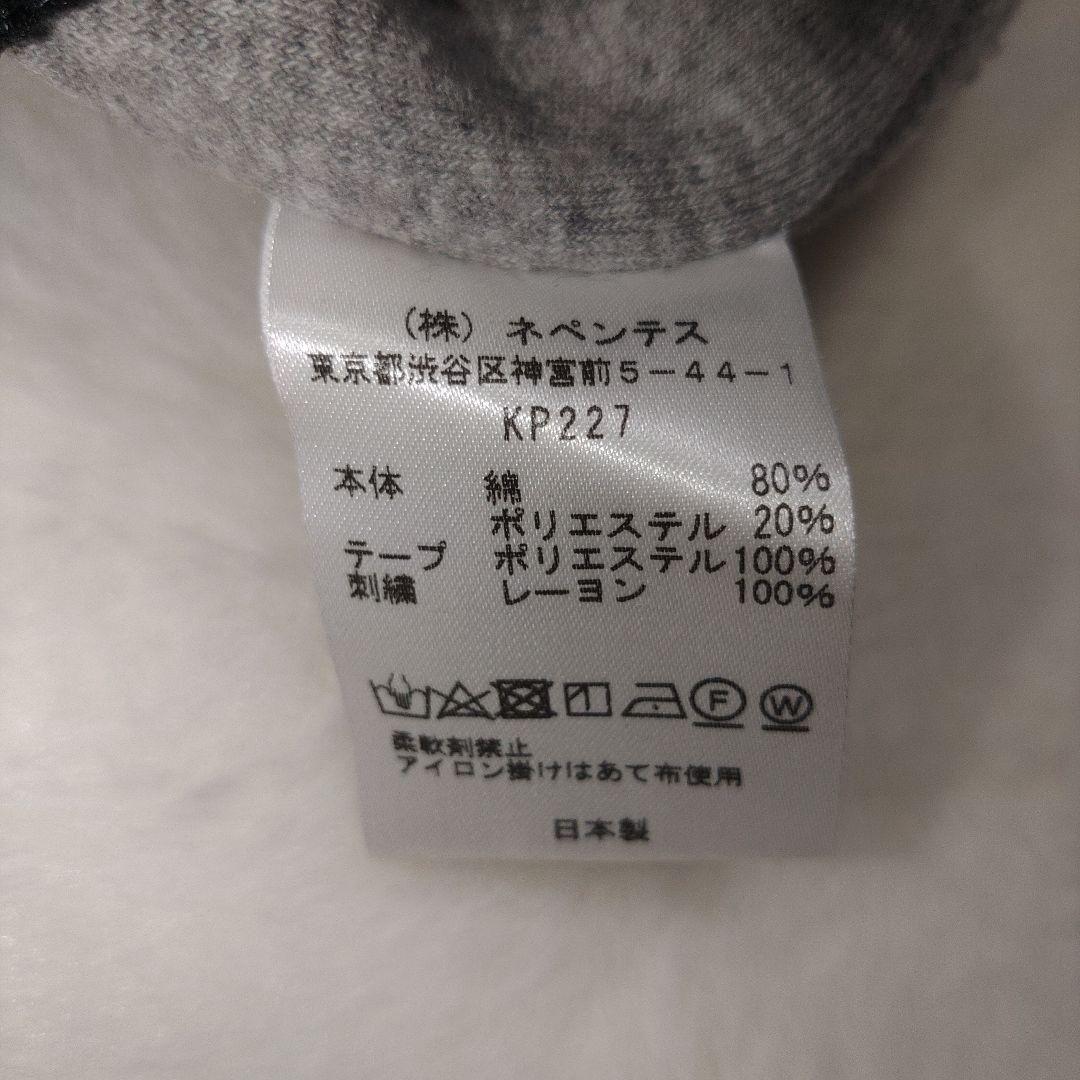 （株） ネペンテス
東京都渋谷区神宮前5－44－1
KP227
本体 綿 80%
ポリエステル 20%
テープ ポリエステル 100%
刺繍 レーヨン 100%
F W
柔軟剤禁止
アイロン掛けはあて布使用
日本製